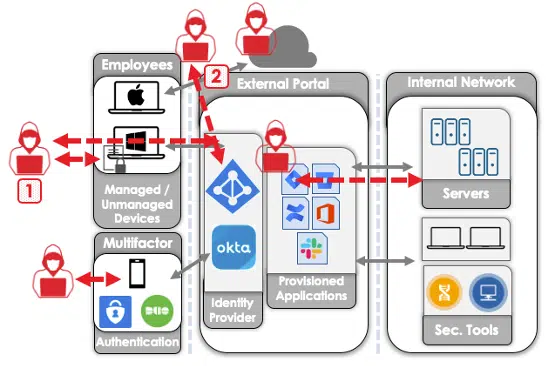 Employees
2
External Portal
Internal Network
1
Managed /
Unmanaged
Devices
Servers
Multifactor
okta
DUO
Authentication
Identity
Provider
Provisioned
Applications
Sec. Tools